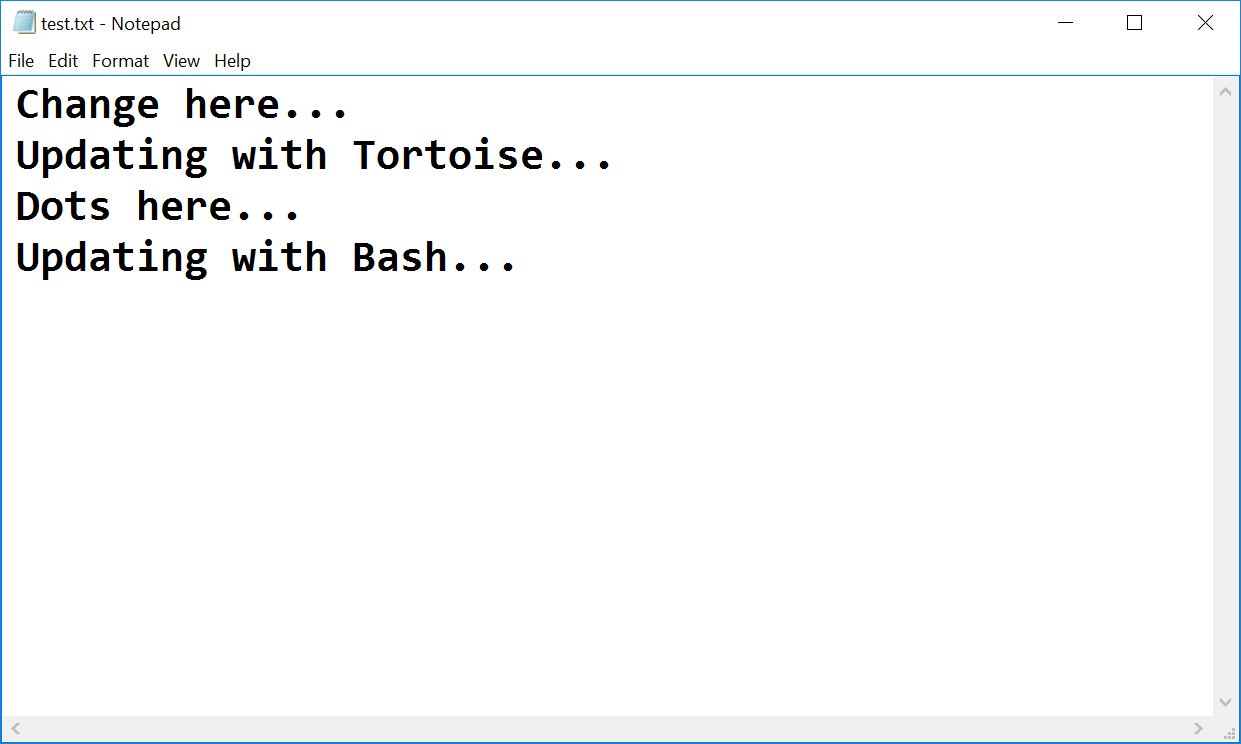 test.txt - Notepad
File Edit Format View Help
Change here...
Updating with Tortoise...
Dots here...
Updating with Bash...